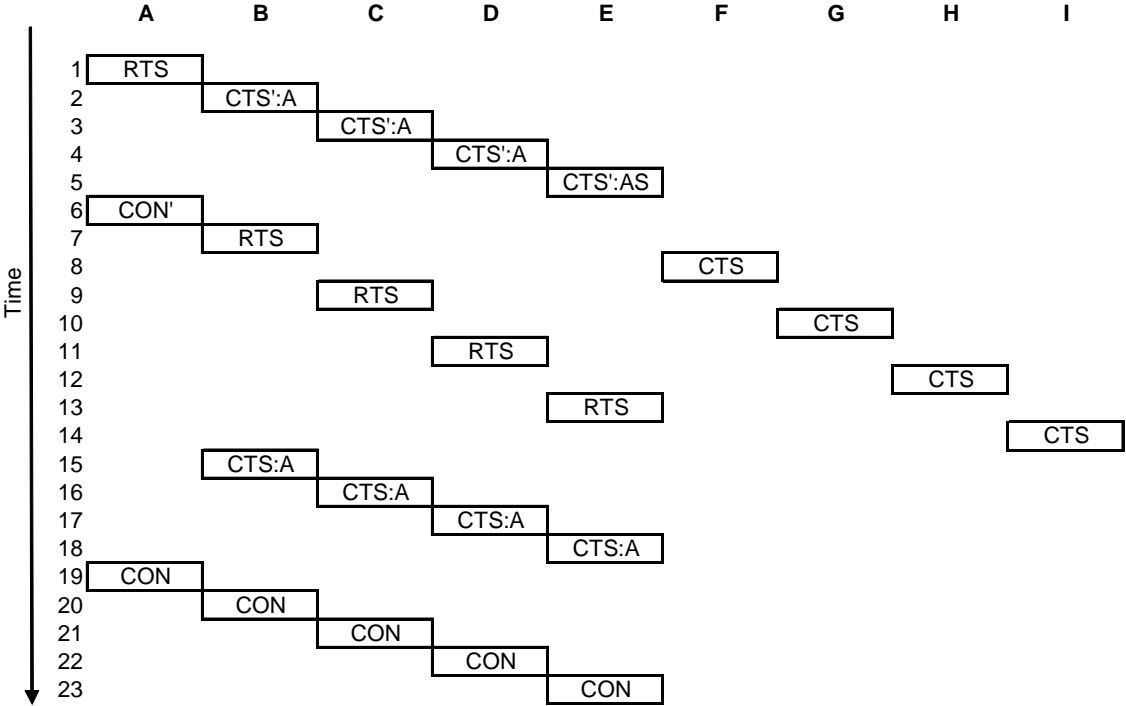 A B C D E F G H I
Time
1 RTS
2 CTS':A
3 CTS':A
4 CTS':A
5 CTS':AS
6 CON'
7 RTS
8 CTS
9 RTS
10 CTS
11 RTS
12 CTS
13 RTS
14 CTS
15 CTS:A
16 CTS:A
17 CTS:A
18 CTS:A
19 CON
20 CON
21 CON
22 CON
23 CON